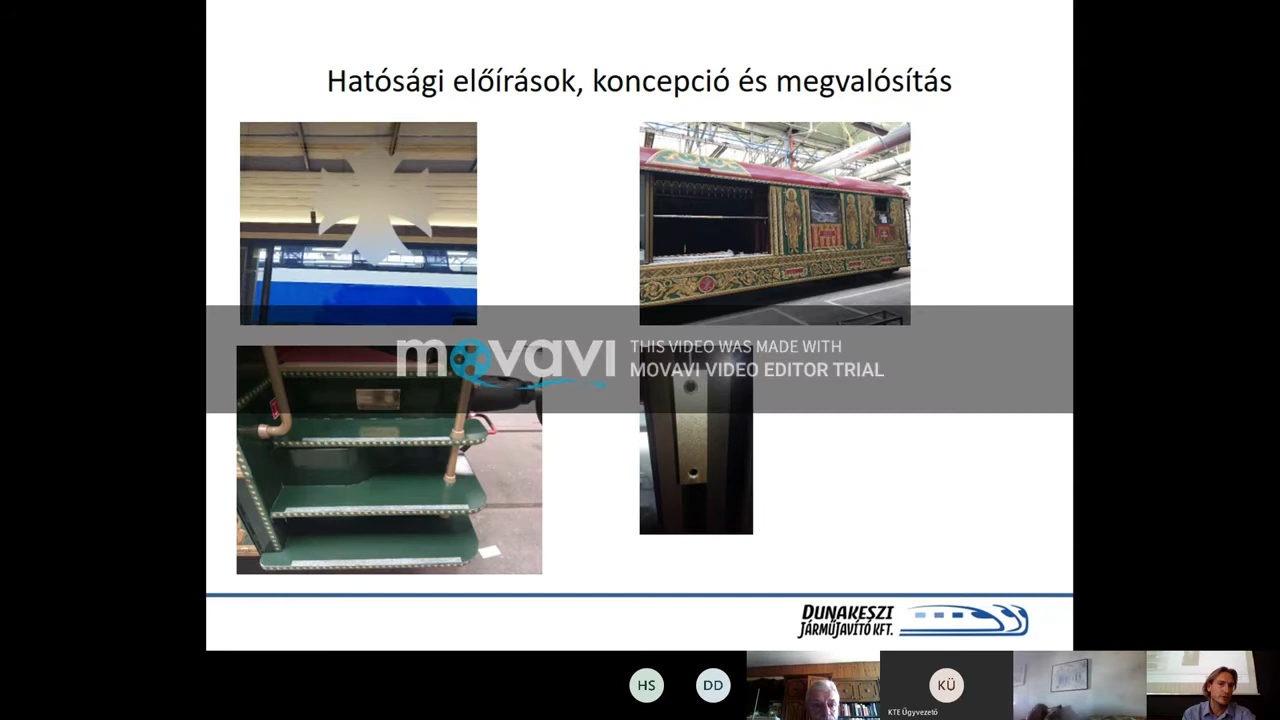 Hatósági előírások, koncepció és megvalósítás
movavi
THIS VIDEO WAS MADE WITH
MOVAVI VIDEO EDITOR TRIAL
DUNAKESZI
JÁRMŰJAVÍTÓ KFT.
HS
DD
KÜ
KTE Ügyvezető